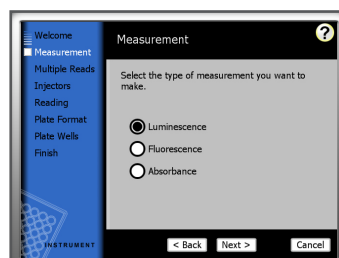 Welcome
Measurement
Multiple Reads
Injectors
Reading
Plate Format
Plate Wells
Finish
INSTRUMENT
Measurement
?
Select the type of measurement you want to
make.
Luminescence
Fluorescence
Absorbance
< Back
Next >
Cancel